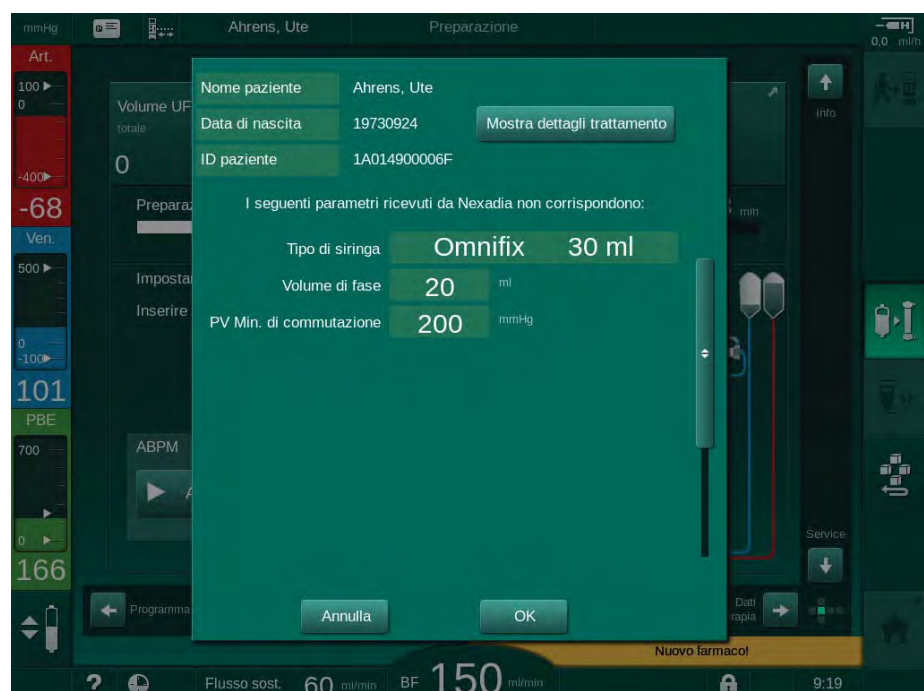 mmHg
Ahrens, Ute
Preparazione
0,0 ml/h
Art.
100
0
-400
-68
Ven.
500
0
-100
101
PBE
700
0
166
Volume UF
totale
0
Prepara
min
Info
Impostar
Inserire
ABPM
Service
Nome paziente Ahrens, Ute
Data di nascita 19730924 Mostra dettagli trattamento
ID paziente 1A014900006F
I seguenti parametri ricevuti da Nexadia non corrispondono:
Tipo di siringa Omnifix 30 ml
Volume di fase 20 ml
PV Min. di commutazione 200 mmHg
Annulla OK
Programma
Dati
rapia
Nuovo farmaco!
? Flusso sost. 60 ml/min BF 150 ml/min 9:19